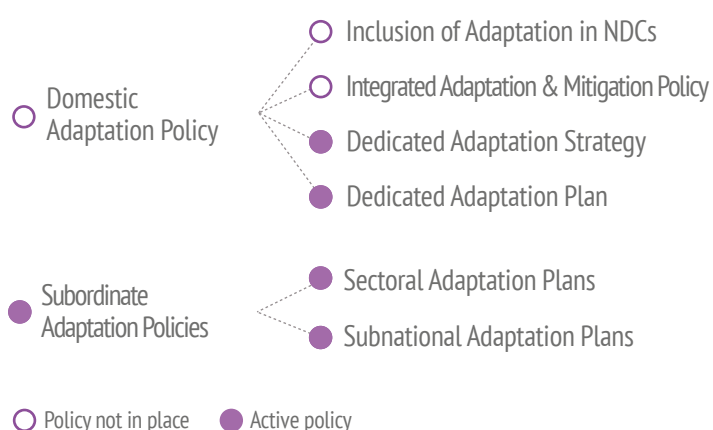 Inclusion of Adaptation in NDCs
Domestic
Adaptation Policy
Integrated Adaptation & Mitigation Policy
Dedicated Adaptation Strategy
Dedicated Adaptation Plan
Subordinate
Adaptation Policies
Sectoral Adaptation Plans
Subnational Adaptation Plans
Policy not in place
Active policy